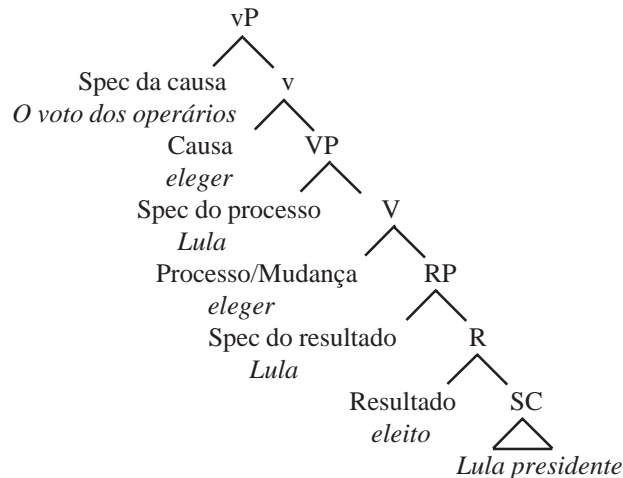 vP
Spec da causa v
O voto dos operários
Causa VP
eleger
Spec do processo V
Lula
Processo/Mudança RP
eleger
Spec do resultado R
Lula
Resultado SC
eleito
Lula presidente